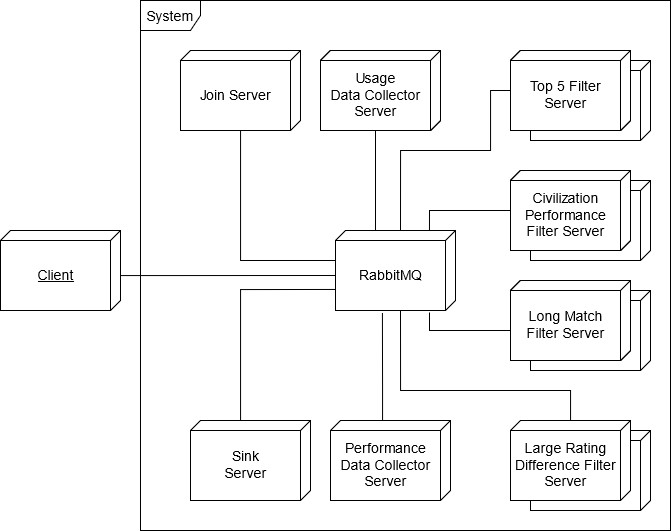 System
Join Server
Usage
Data Collector
Server
Top 5 Filter
Server
Civilization
Performance
Filter Server
Client
RabbitMQ
Long Match
Filter Server
Sink
Server
Performance
Data Collector
Server
Large Rating
Difference Filter
Server